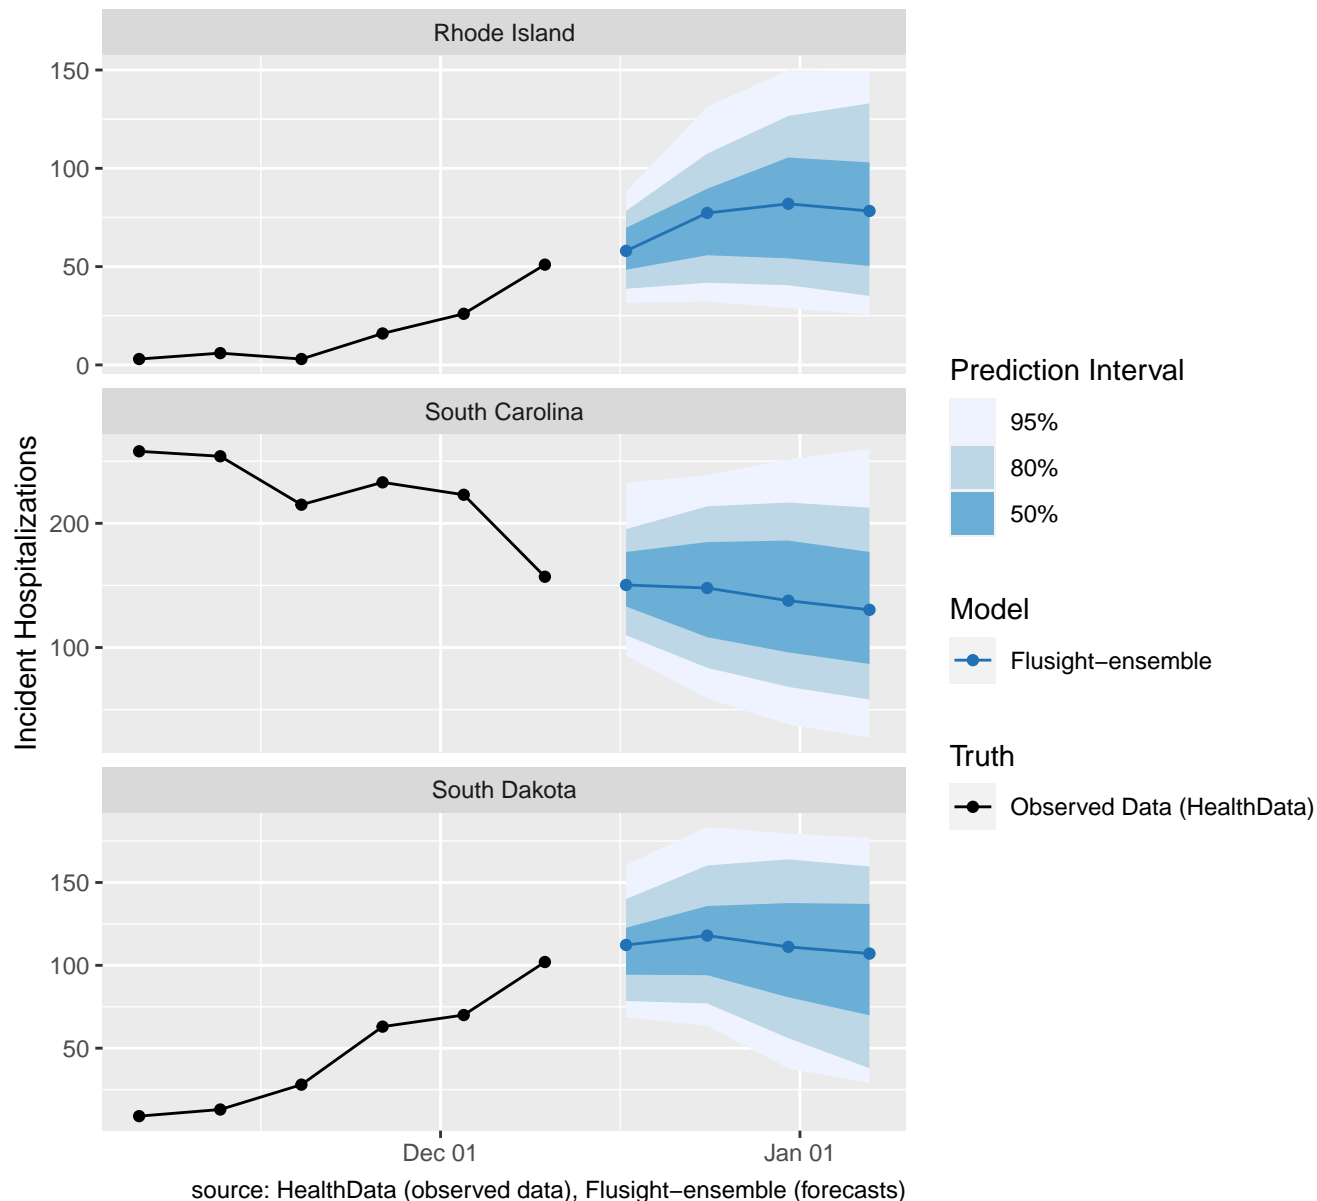 Rhode Island
150
100
50
0
South Carolina
200
100
South Dakota
150
100
50
Dec 01
Jan 01
Incident Hospitalizations
source: HealthData (observed data), Flusight−ensemble (forecasts)
Prediction Interval
95%
80%
50%
Model
Flusight−ensemble
Truth
Observed Data (HealthData)